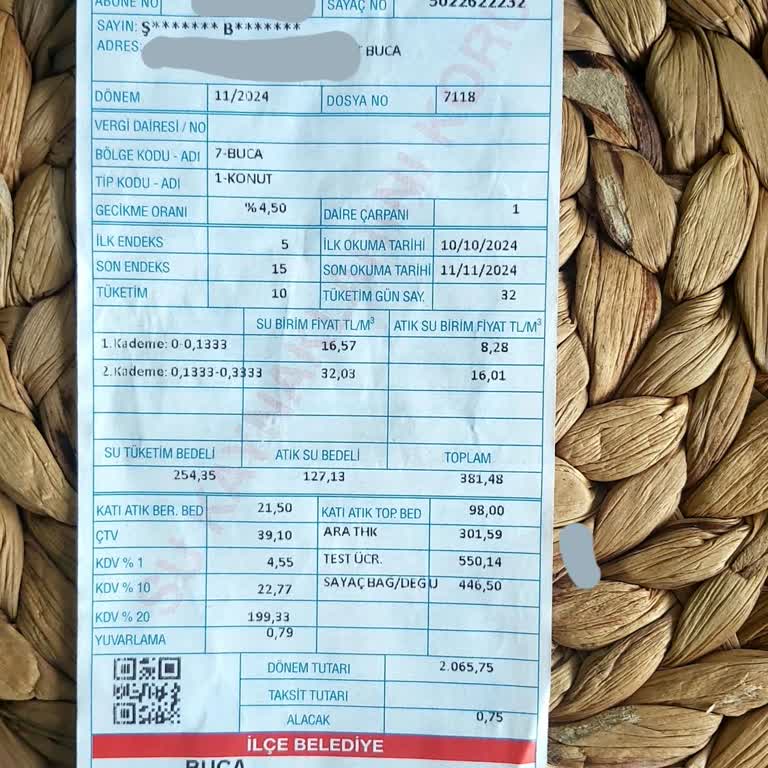 ABONE NO SAYAÇ NO 5022622232
SAYIN: Ş******* B*******
ADRES: BUCA
DÖNEM 11/2024 DOSYA NO 7118
VERGİ DAİRESİ / NO
BÖLGE KODU - ADI 7-BUCA
TİP KODU - ADI 1-KONUT
GECİKME ORANI %4,50 DAİRE ÇARPANI 1
İLK ENDEKS 5 İLK OKUMA TARİHİ 10/10/2024
SON ENDEKS 15 SON OKUMA TARİHİ 11/11/2024
TÜKETİM 10 TÜKETİM GÜN SAY. 32
SU BİRİM FİYAT TL/M³ ATIK SU BİRİM FİYAT TL/M³
1. Kademe: 0-0,1333 16,57 8,28
2. Kademe: 0,1333-0,3333 32,03 16,01
SU TÜKETİM BEDELİ ATIK SU BEDELİ TOPLAM
254,35 127,13 381,48
KATI ATIK BER. BED 21,50 KATI ATIK TOP BED 98,00
ÇTV 39,10 ARA THK 301,59
KDV % 1 4,55 TEST ÜCR. 550,14
KDV % 10 22,77 SAYAÇ BAG/DEGU 446,50
KDV % 20 199,33
YUVARLAMA 0,79
DÖNEM TUTARI 2.065,75
TAKSİT TUTARI
ALACAK 0,75
İLÇE BELEDİYE
BUCA